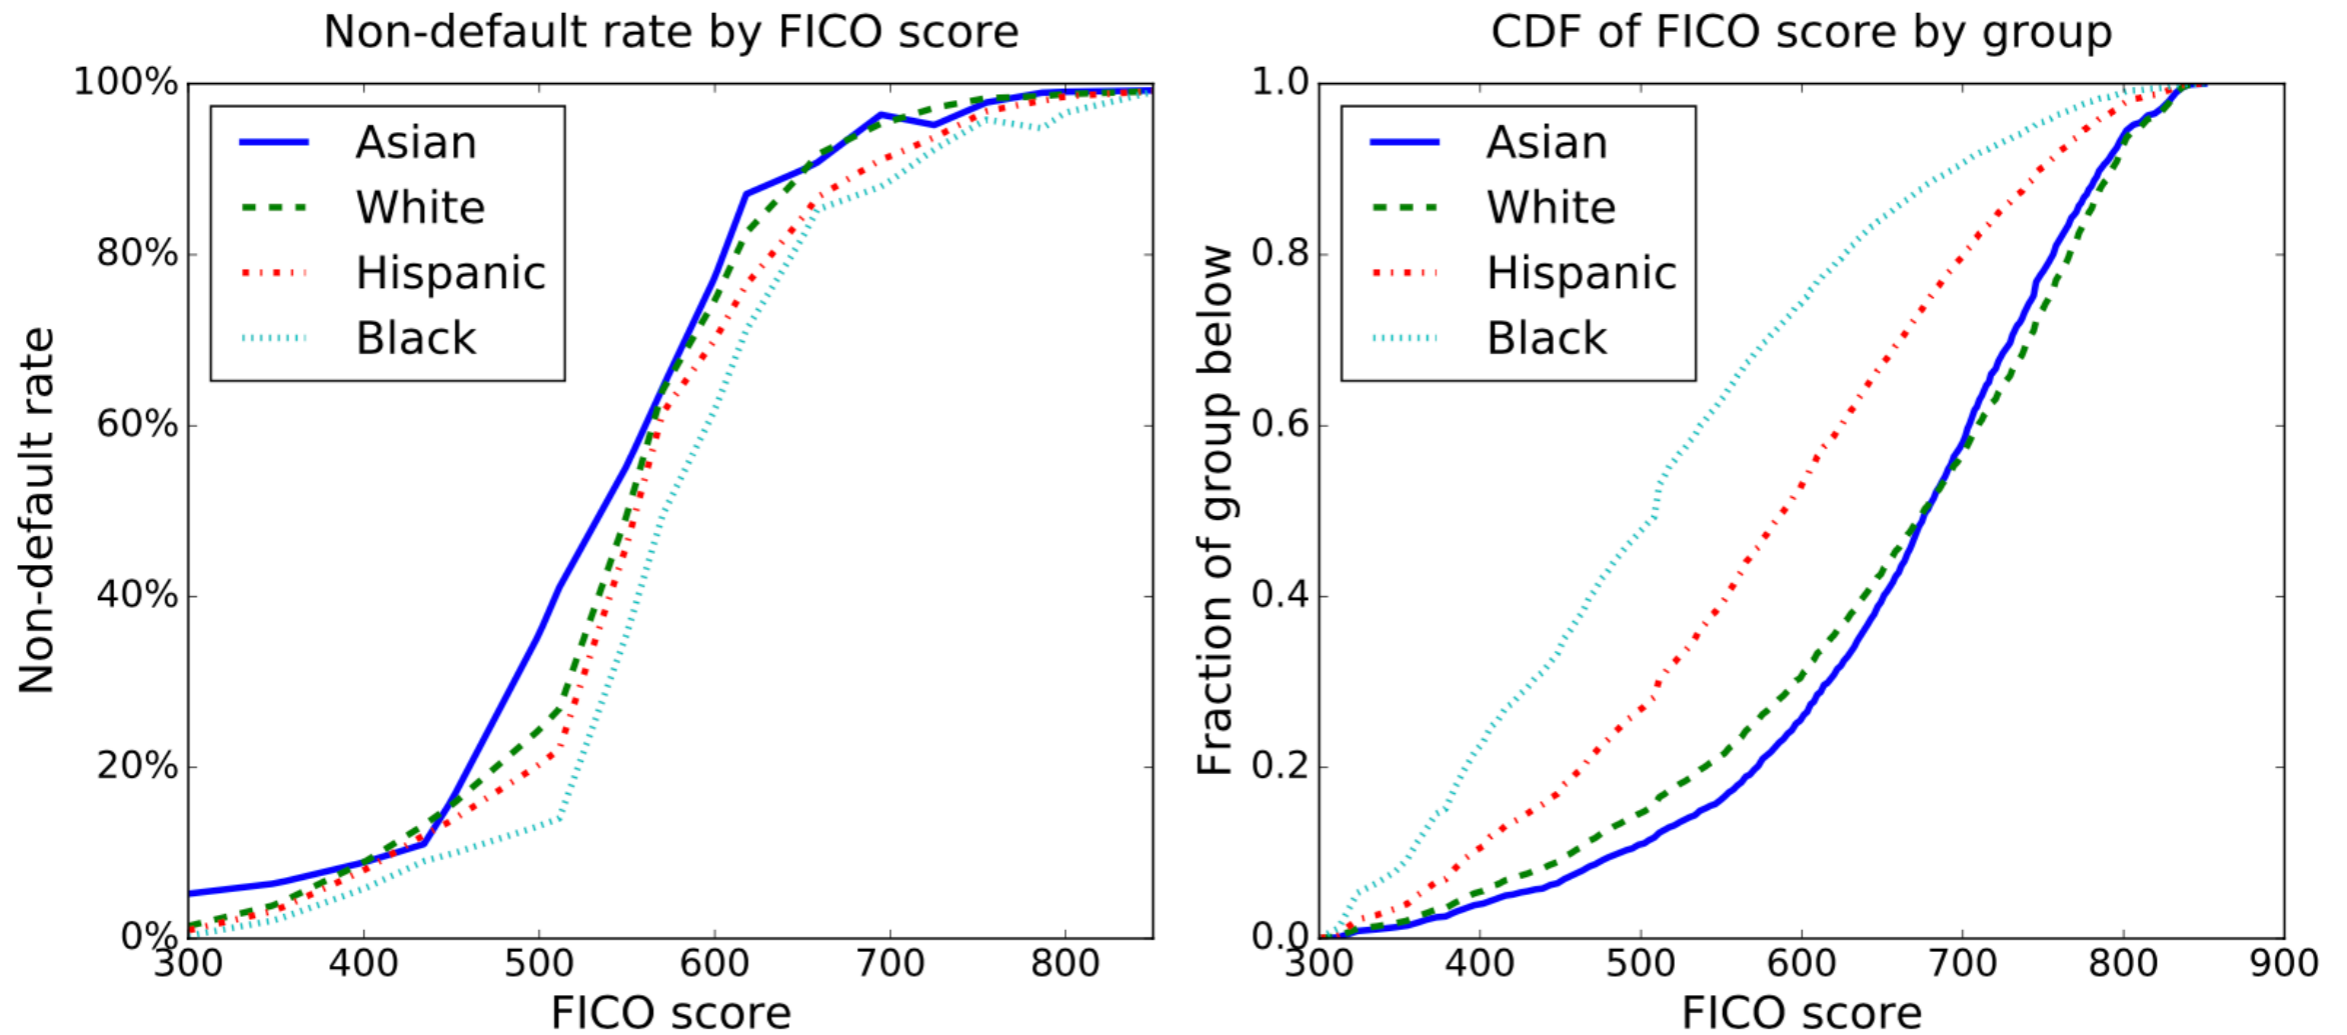 Non-default rate by FICO score
100%
80%
60%
40%
20%
0%
Non-default rate
Asian
White
Hispanic
Black
300 400 500 600 700 800
FICO score
CDF of FICO score by group
1.0
0.8
0.6
0.4
0.2
0.0
Fraction of group below
Asian
White
Hispanic
Black
300 400 500 600 700 800 900
FICO score